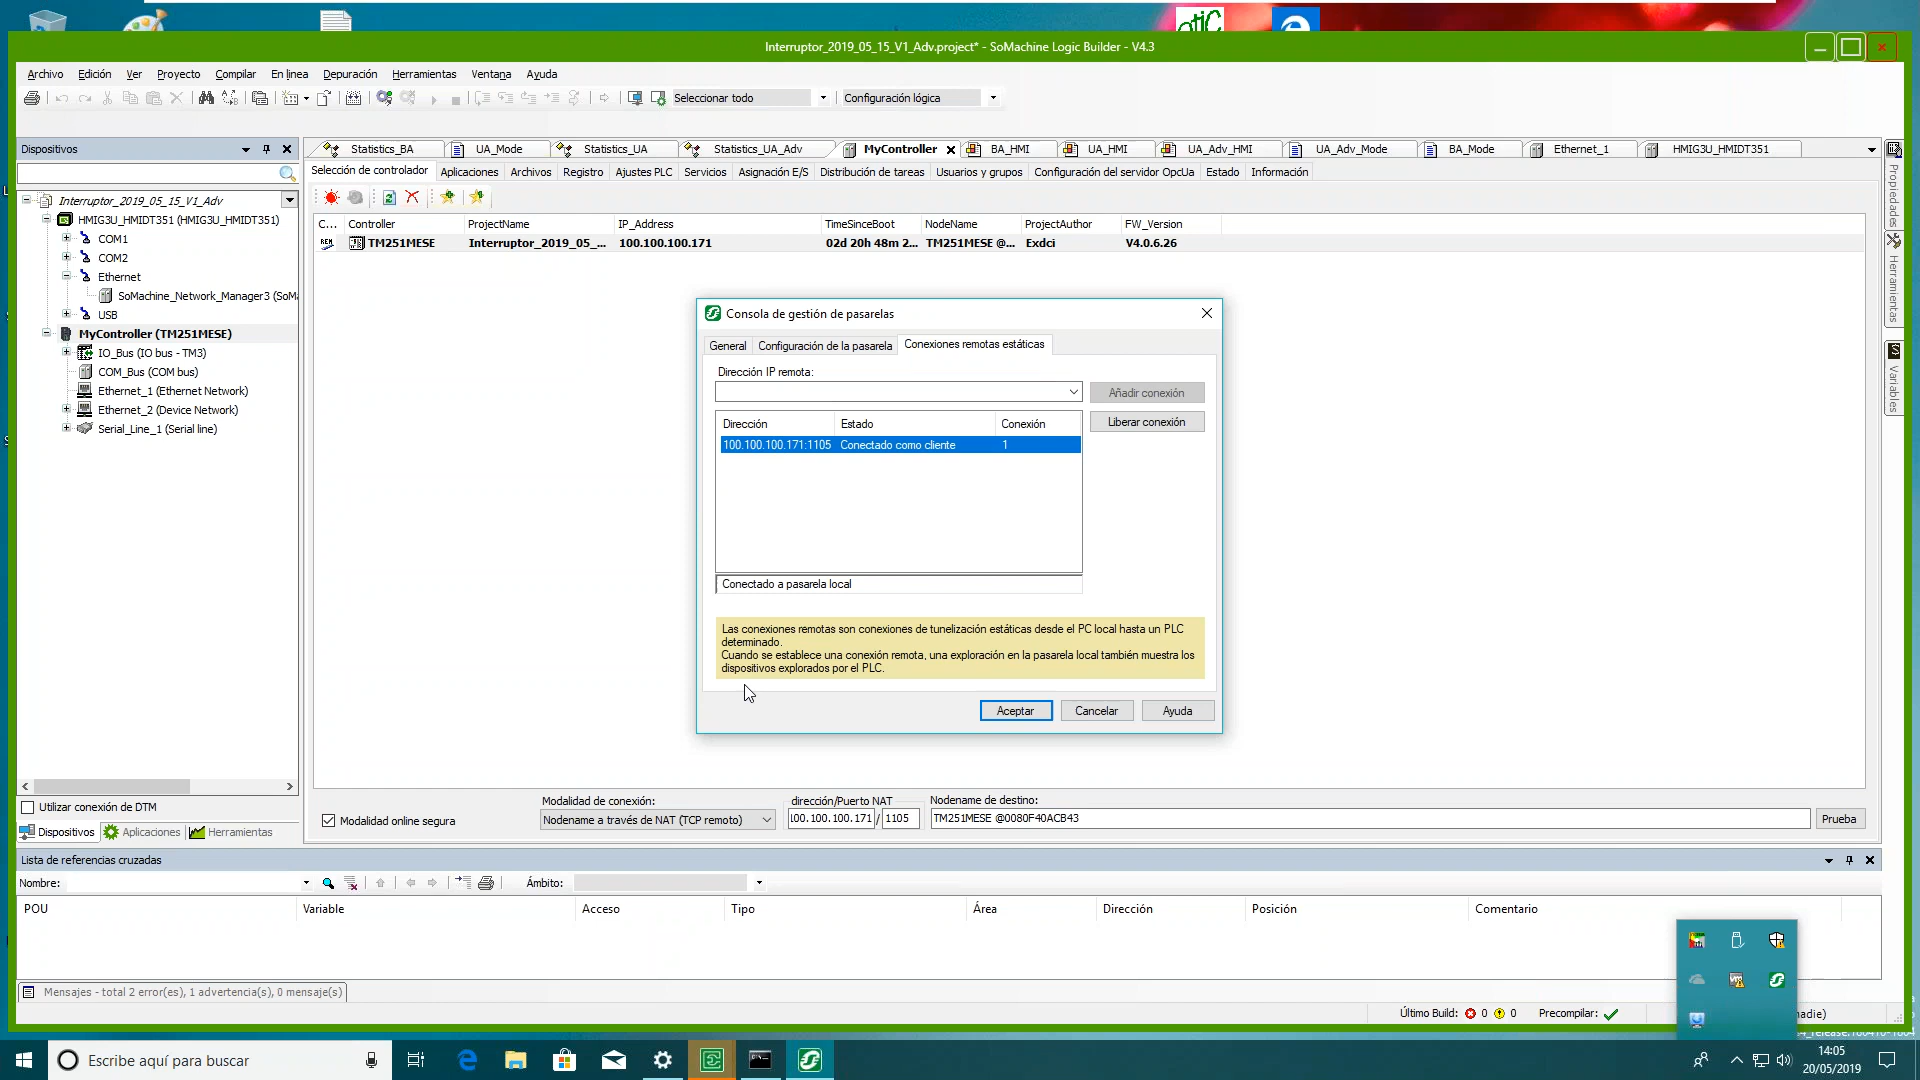 Interruptor_2019_05_15_V1_Adv.project* - SoMachine Logic Builder - V4.3
Archivo Edición Ver Proyecto Compilar En línea Depuración Herramientas Ventana Ayuda
Seleccionar todo Configuración lógica
Dispositivos
Statistics_BA UA_Mode Statistics_UA Statistics_UA_Adv MyController BA_HMI UA_HMI UA_Adv_HMI UA_Adv_Mode BA_Mode Ethernet_1 HMIG3U_HMIDT351
Selección de controlador Aplicaciones Archivos Registro Ajustes PLC Servicios Asignación E/S Distribución de tareas Usuarios y grupos Configuración del servidor OpcUa Estado Información
Interruptor_2019_05_15_V1_Adv
HMIG3U_HMIDT351 (HMIG3U_HMIDT351)
COM1
COM2
Ethernet
SoMachine_Network_Manager3 (SoMa
USB
MyController (TM251MESE)
IO_Bus (IO bus - TM3)
COM_Bus (COM bus)
Ethernet_1 (Ethernet Network)
Ethernet_2 (Device Network)
Serial_Line_1 (Serial line)
C... Controller ProjectName IP_Address TimeSinceBoot NodeName ProjectAuthor FW_Version
TM251MESE Interruptor_2019_05_... 100.100.100.171 02d 20h 48m 2... TM251MESE @... Exdci V4.0.6.26
Consola de gestión de pasarelas
General Configuración de la pasarela Conexiones remotas estáticas
Dirección IP remota:
Añadir conexión
Liberar conexión
Dirección Estado Conexión
100.100.100.171:1105 Conectado como cliente 1
Conectado a pasarela local
Las conexiones remotas son conexiones de tunelización estáticas desde el PC local hasta un PLC
determinado.
Cuando se establece una conexión remota, una exploración en la pasarela local también muestra los
dispositivos explorados por el PLC.
Aceptar Cancelar Ayuda
Propiedades
Herramientas
Variables
Utilizar conexión de DTM
Dispositivos Aplicaciones Herramientas
Modalidad online segura
Modalidad de conexión:
Nodename a través de NAT (TCP remoto)
dirección/Puerto NAT
100.100.100.171 / 1105
Nodename de destino:
TM251MESE @0080F40ACB43
Prueba
Lista de referencias cruzadas
Nombre: Ámbito:
POU Variable Acceso Tipo Área Dirección Posición Comentario
Mensajes - total 2 error(es), 1 advertencia(s), 0 mensaje(s)
Último Build: 0 0 Precompilar:
Escribe aquí para buscar
14:05
20/05/2019